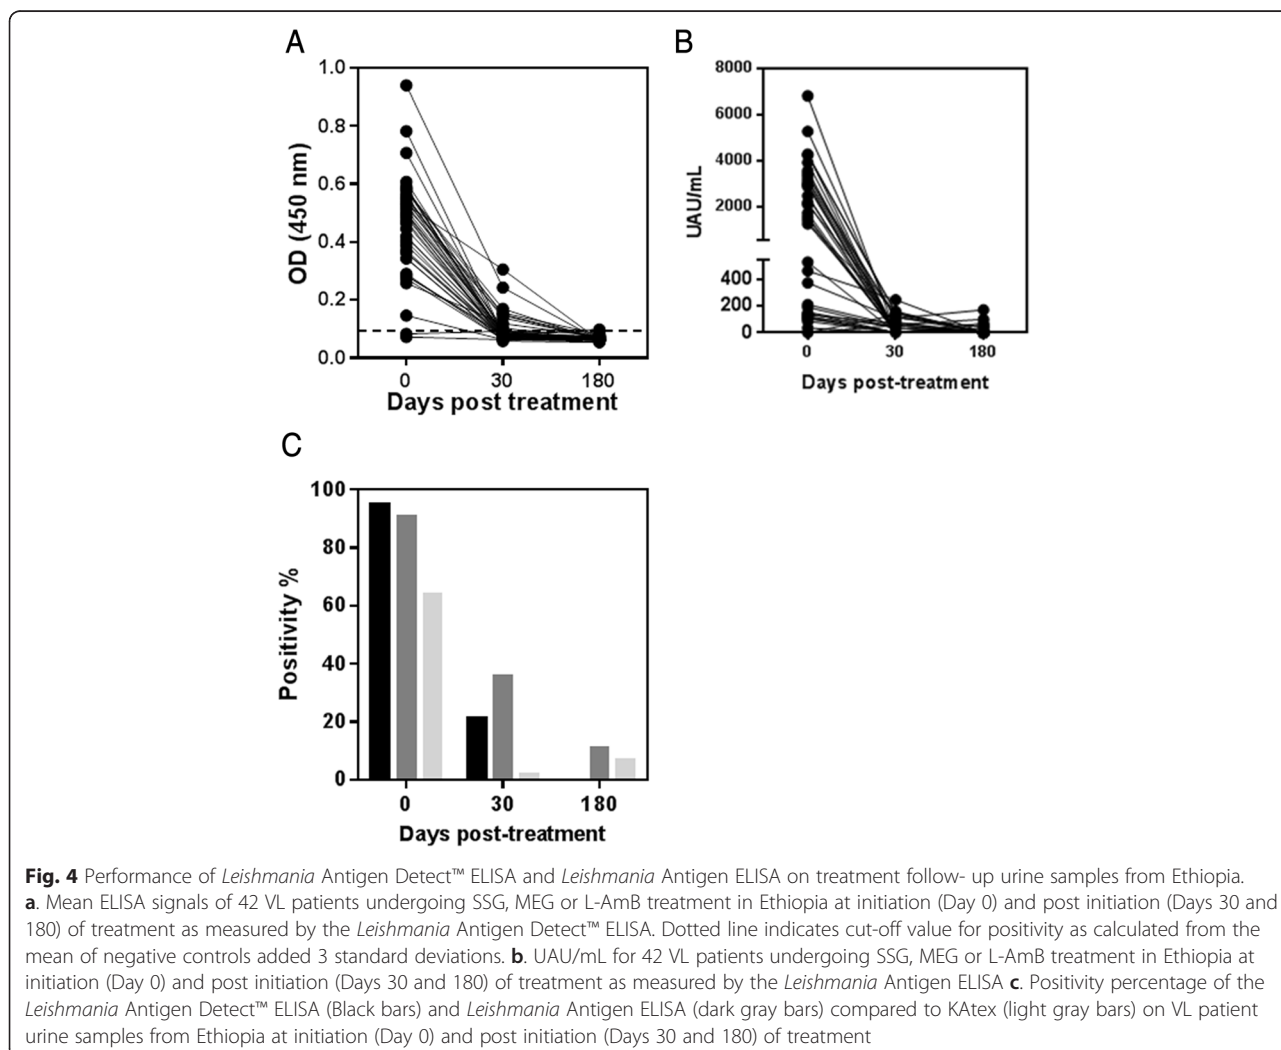 A
1.0
0.8
0.6
0.4
0.2
0.0
OD (450 nm)
0 30 180
Days post treatment
B
8000
6000
4000
2000
400
200
0
UAU/mL
0 30 180
Days post-treatment
C
100
80
60
40
20
0
Positivity %
0 30 180
Days post-treatment
Fig. 4 Performance of Leishmania Antigen Detect™ ELISA and Leishmania Antigen ELISA on treatment follow- up urine samples from Ethiopia.
a. Mean ELISA signals of 42 VL patients undergoing SSG, MEG or L-AmB treatment in Ethiopia at initiation (Day 0) and post initiation (Days 30 and
180) of treatment as measured by the Leishmania Antigen Detect™ ELISA. Dotted line indicates cut-off value for positivity as calculated from the
mean of negative controls added 3 standard deviations. b. UAU/mL for 42 VL patients undergoing SSG, MEG or L-AmB treatment in Ethiopia at
initiation (Day 0) and post initiation (Days 30 and 180) of treatment as measured by the Leishmania Antigen ELISA c. Positivity percentage of the
Leishmania Antigen Detect™ ELISA (Black bars) and Leishmania Antigen ELISA (dark gray bars) compared to KAtex (light gray bars) on VL patient
urine samples from Ethiopia at initiation (Day 0) and post initiation (Days 30 and 180) of treatment